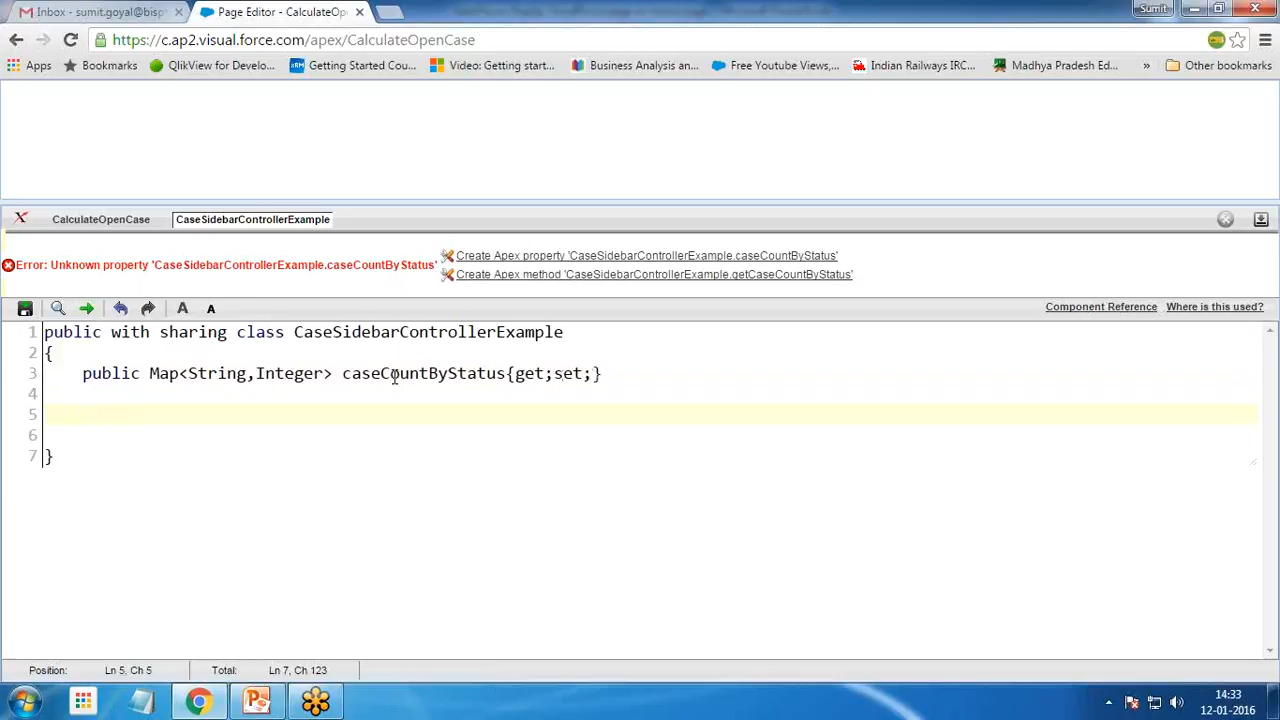 Inbox - sumit.goyal@bisp
Page Editor - CalculateOp
Sumit
https://c.ap2.visual.force.com/apex/CalculateOpenCase
Apps
Bookmarks
QlikView for Develo...
Getting Started Cou...
Video: Getting start...
Business Analysis an...
Free Youtube Views,...
Indian Railways IRC...
Madhya Pradesh Ed...
»
Other bookmarks
CalculateOpenCase
CaseSidebarControllerExample
Error: Unknown property 'CaseSidebarControllerExample.caseCountByStatus'
Create Apex property 'CaseSidebarControllerExample.caseCountByStatus'
Create Apex method 'CaseSidebarControllerExample.getCaseCountByStatus'
A A
Component Reference
Where is this used?
1 public with sharing class CaseSidebarControllerExample
2 {
3 public Map<String,Integer> caseCountByStatus{get;set;}
4
5
6
7 }
Position: Ln 5, Ch 5 Total: Ln 7, Ch 123
14:33
12-01-2016